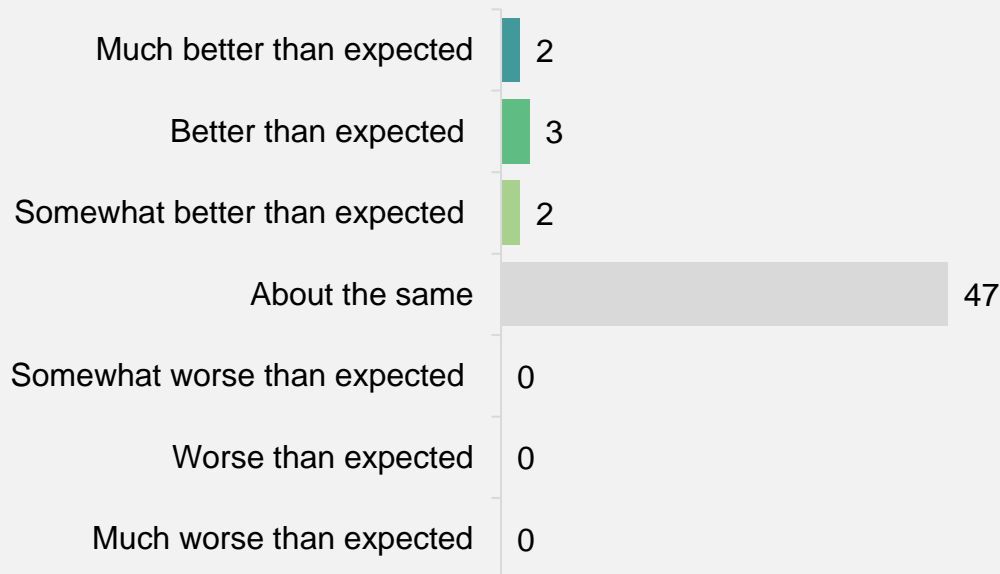 Much better than expected 2
Better than expected 3
Somewhat better than expected 2
About the same 47
Somewhat worse than expected 0
Worse than expected 0
Much worse than expected 0